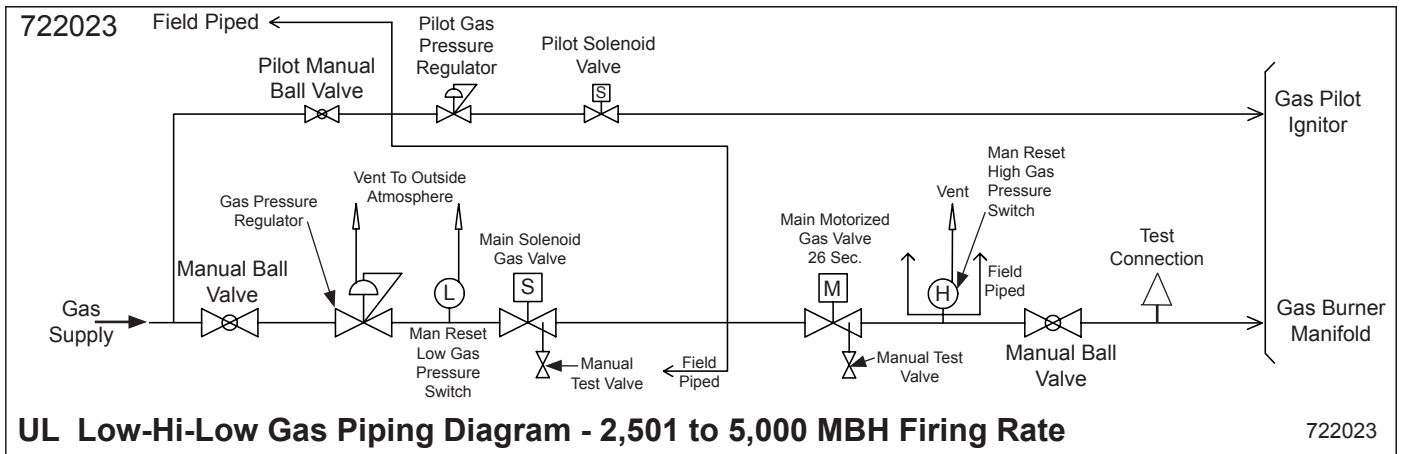 722023
Field Piped
Pilot Gas
Pressure
Regulator
Pilot Solenoid
Valve
Pilot Manual
Ball Valve
S
Gas Pilot
Ignitor
Vent To Outside
Atmosphere
Gas Pressure
Regulator
Man Reset
High Gas
Pressure
Switch
Vent
Main Solenoid
Gas Valve
Main Motorized
Gas Valve
26 Sec.
Test
Connection
Manual Ball
Valve
Field
Piped
L
S
M
H
Gas
Supply
Gas Burner
Manifold
Man Reset
Low Gas
Pressure
Switch
Manual
Test Valve
Field
Piped
Manual Test
Valve
Manual Ball
Valve
UL Low-Hi-Low Gas Piping Diagram - 2,501 to 5,000 MBH Firing Rate
722023